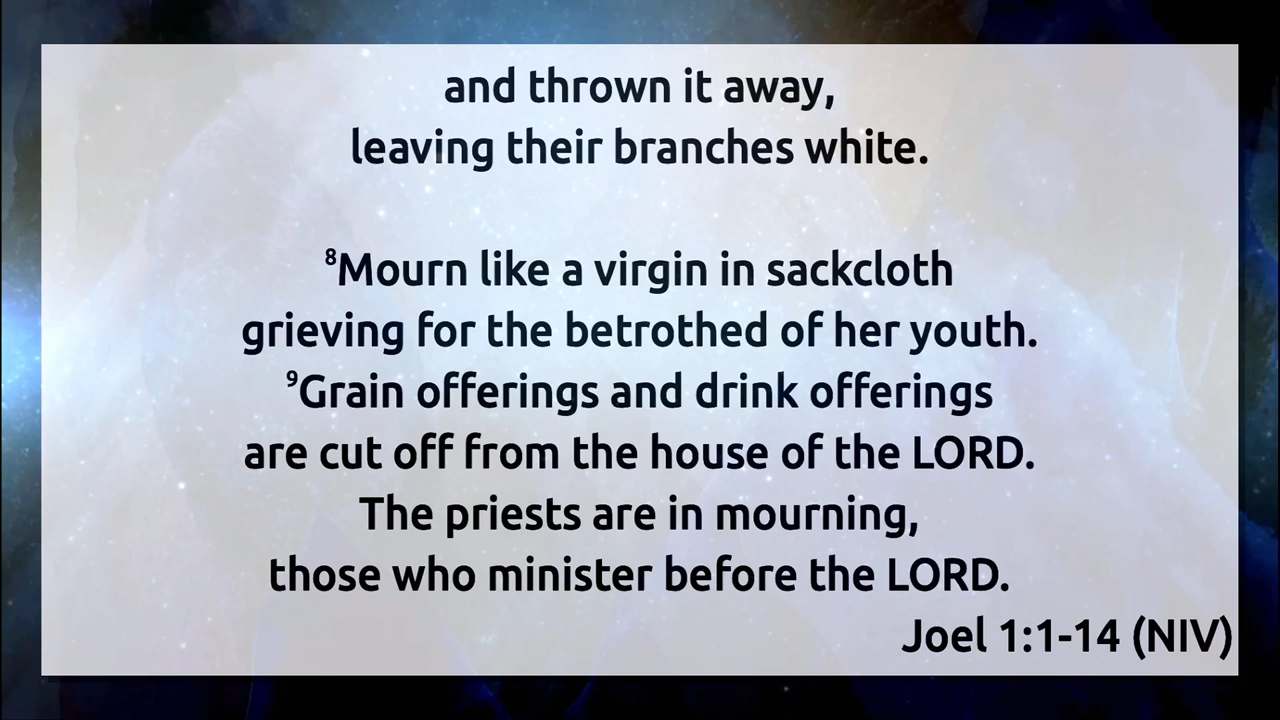 and thrown it away,
leaving their branches white.
⁸Mourn like a virgin in sackcloth
grieving for the betrothed of her youth.
⁹Grain offerings and drink offerings
are cut off from the house of the LORD.
The priests are in mourning,
those who minister before the LORD.
Joel 1:1-14 (NIV)